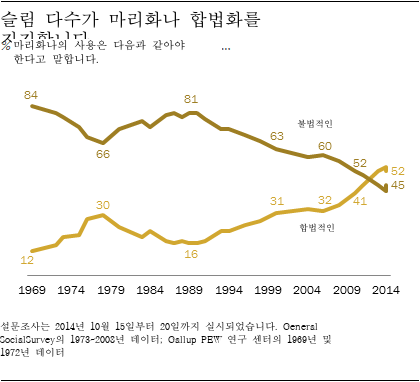 슬림 다수가 마리화나 합법화를
지지합니다
% 마리화나의 사용은 다음과 같아야 ...
한다고 말합니다.
84
81
66
63
불법적인
60
52
52
45
41
30
31
32
합법적인
12
16
1969 1974 1979 1984 1989 1994 1999 2004 2009 2014
설문조사는 2014년 10월 15일부터 20일까지 실시되었습니다. General
SocialSurvey의 1973-2008년 데이터; Gallup PEW 연구 센터의 1969년 및
1972년 데이터